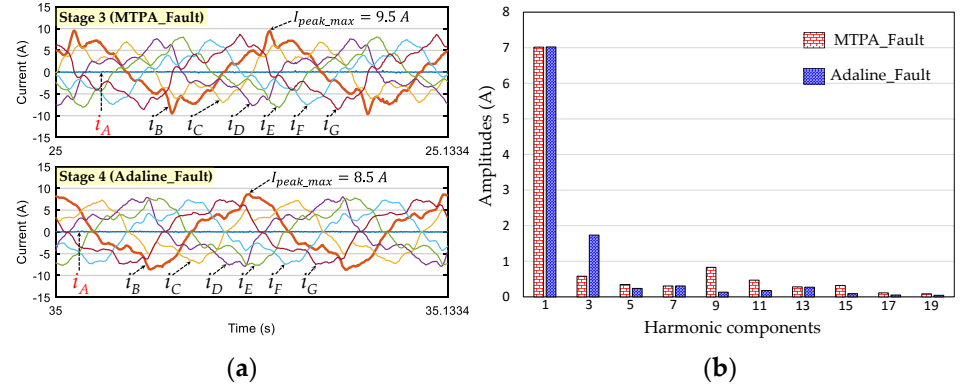 Stage 3 (MTPA_Fault)
I_peak_max = 9.5 A
Current (A)
15
10
5
0
-5
-10
-15
i_A
i_B
i_C
i_D
i_E
i_F
i_G
25
25.1334
Stage 4 (Adaline_Fault)
I_peak_max = 8.5 A
Current (A)
15
10
5
0
-5
-10
-15
i_A
i_B
i_C
i_D
i_E
i_F
i_G
35
35.1334
Time (s)
(a)
Amplitudes (A)
8
7
6
5
4
3
2
1
0
MTPA_Fault
Adaline_Fault
1 3 5 7 9 11 13 15 17 19
Harmonic components
(b)